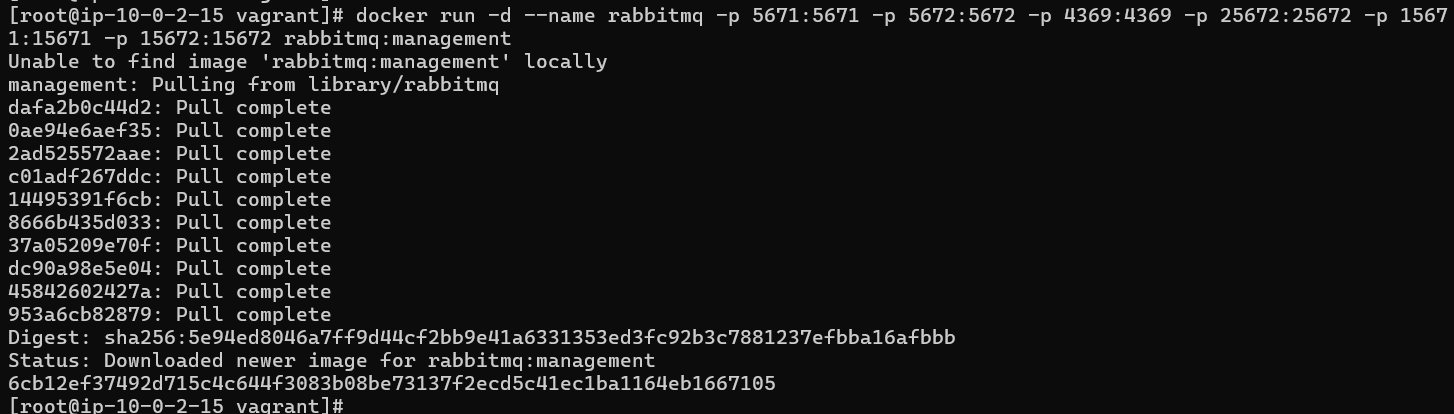 [root@ip-10-0-2-15 vagrant]# docker run -d --name rabbitmq -p 5671:5671 -p 5672:5672 -p 4369:4369 -p 25672:25672 -p 1567
1:15671 -p 15672:15672 rabbitmq:management
Unable to find image 'rabbitmq:management' locally
management: Pulling from library/rabbitmq
dafa2b0c44d2: Pull complete
0ae94e6aef35: Pull complete
2ad525572aae: Pull complete
c01adf267ddc: Pull complete
14495391f6cb: Pull complete
8666b435d033: Pull complete
37a05209e70f: Pull complete
dc90a98e5e04: Pull complete
45842602427a: Pull complete
953a6cb82879: Pull complete
Digest: sha256:5e94ed8046a7ff9d44cf2bb9e41a6331353ed3fc92b3c7881237efbba16afbbb
Status: Downloaded newer image for rabbitmq:management
6cb12ef37492d715c4c644f3083b08be73137f2ecd5c41ec1ba1164eb1667105
[root@ip-10-0-2-15 vagrant]#